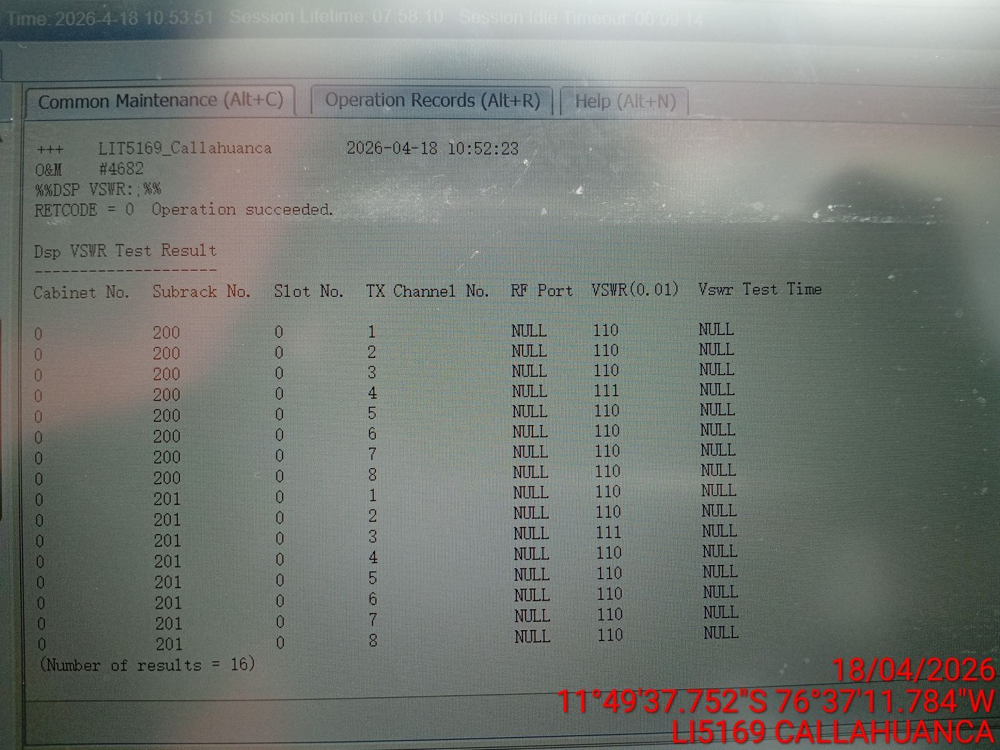 Time: 2026-4-18 10:53:51 Session Lifetime: 07:58:10 Session Idle Timeout: 00:09:14
Common Maintenance (Alt+C) Operation Records (Alt+R) Help (Alt+N)
+++ LIT5169_Callahuanca 2026-04-18 10:52:23
O&M #4682
%%DSP VSWR:;%%
RETCODE = 0 Operation succeeded.
Dsp VSWR Test Result
--------------------
Cabinet No. Subrack No. Slot No. TX Channel No. RF Port VSWR(0.01) Vswr Test Time
0 200 0 1 NULL 110 NULL
0 200 0 2 NULL 110 NULL
0 200 0 3 NULL 110 NULL
0 200 0 4 NULL 111 NULL
0 200 0 5 NULL 110 NULL
0 200 0 6 NULL 110 NULL
0 200 0 7 NULL 110 NULL
0 200 0 8 NULL 110 NULL
0 201 0 1 NULL 110 NULL
0 201 0 2 NULL 110 NULL
0 201 0 3 NULL 111 NULL
0 201 0 4 NULL 110 NULL
0 201 0 5 NULL 110 NULL
0 201 0 6 NULL 110 NULL
0 201 0 7 NULL 110 NULL
0 201 0 8 NULL 110 NULL
(Number of results = 16)
18/04/2026
11°49'37.752"S 76°37'11.784"W
LI5169 CALLAHUANCA